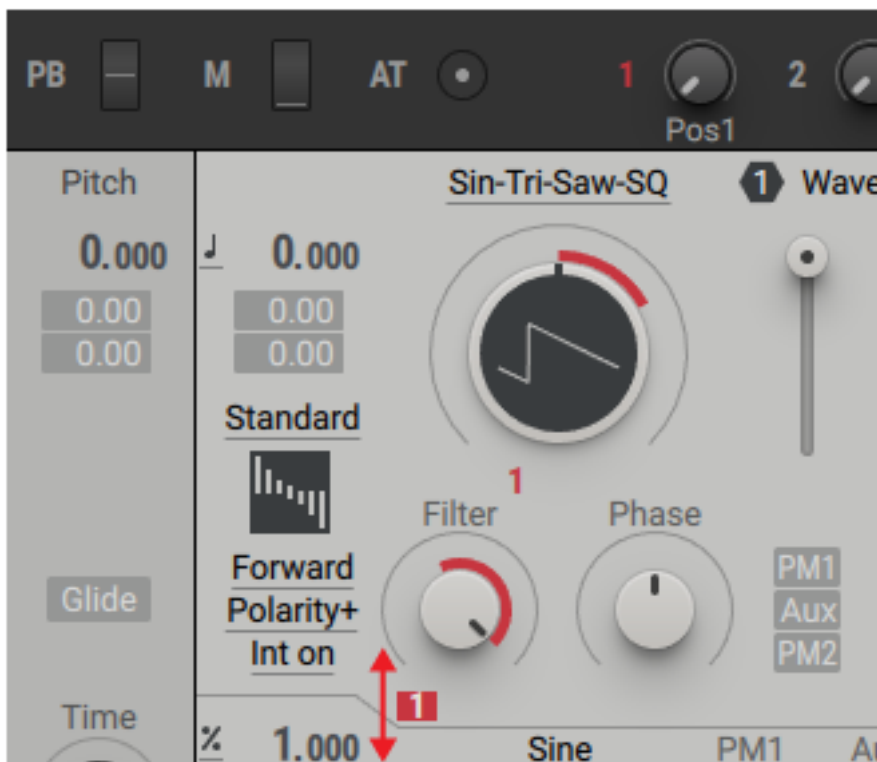 PB M AT 1 2
Pos1
Pitch Sin-Tri-Saw-SQ 1 Wave
0.000 0.000
0.00 0.00
0.00 0.00
Standard
1
Filter Phase
Forward PM1
Glide Polarity+ Aux
Int on PM2
1
Time
% 1.000 Sine PM1